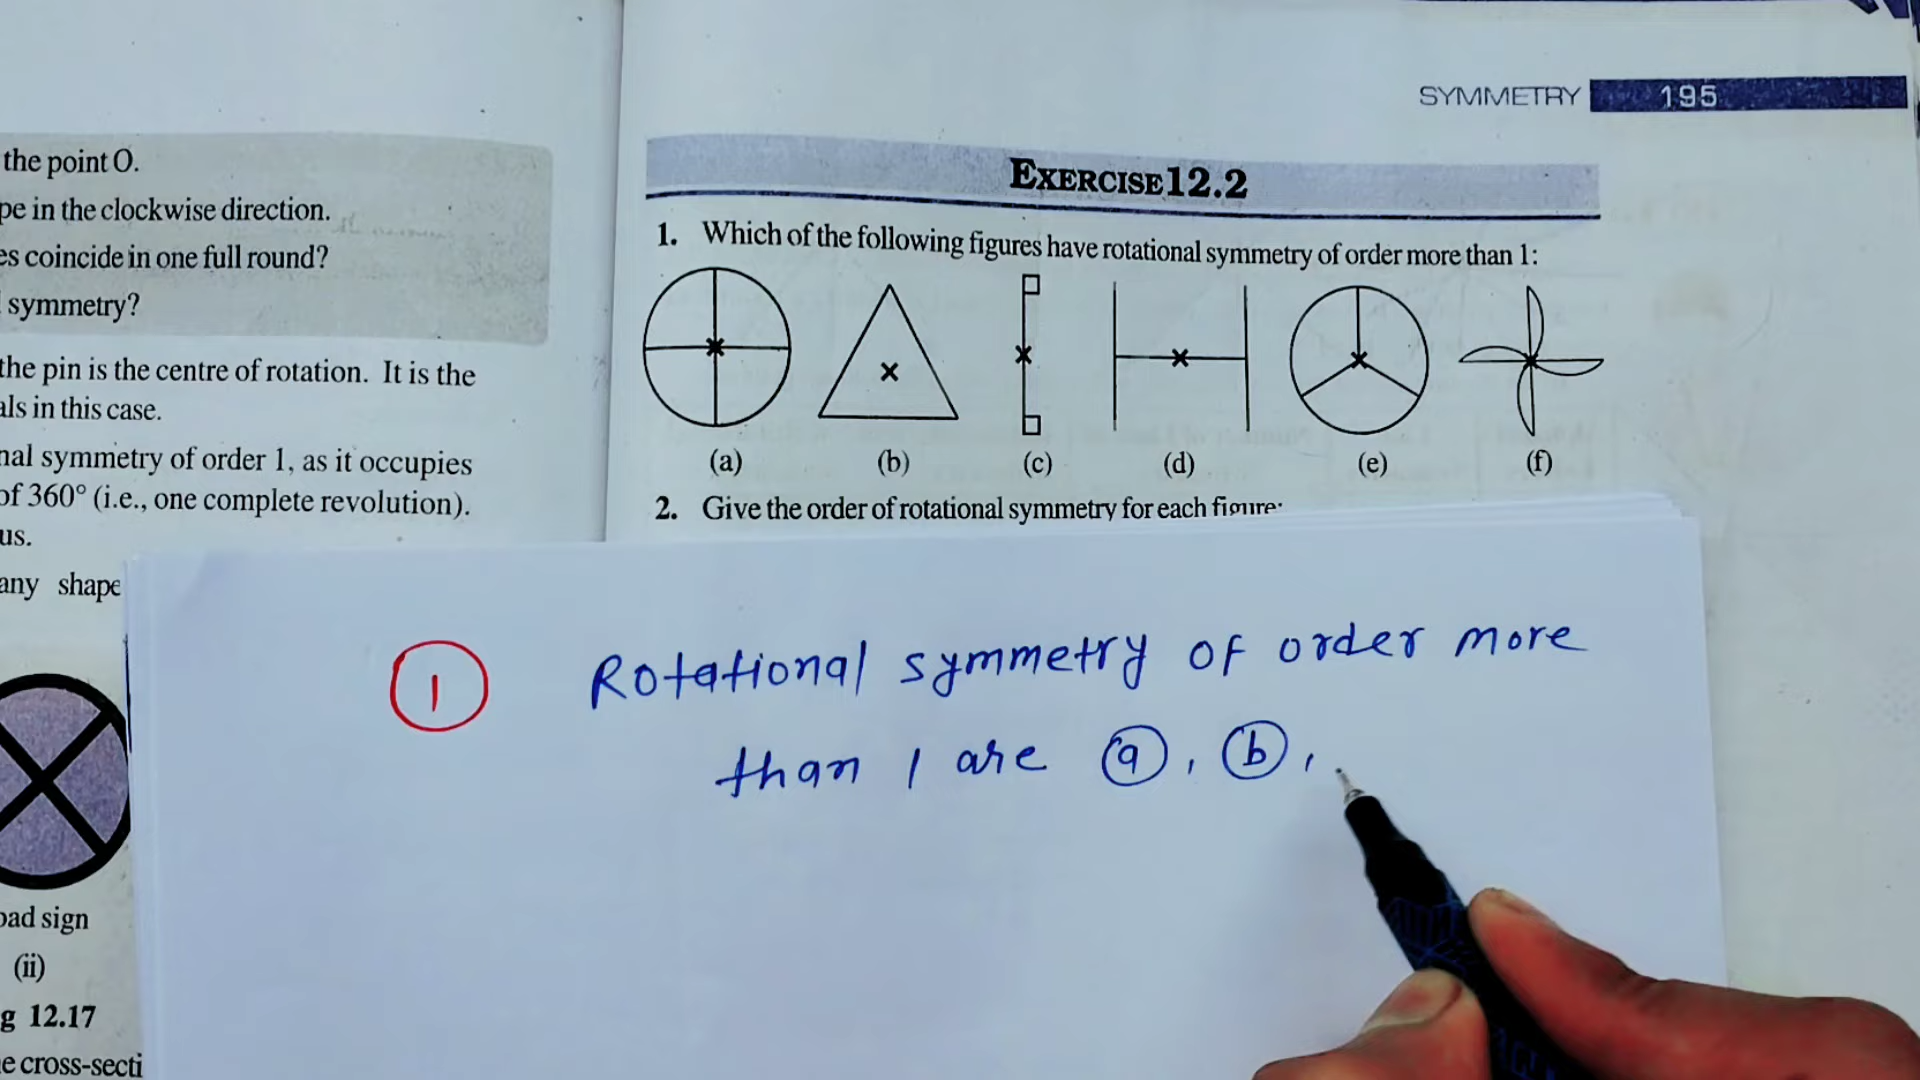 SYMMETRY 195
the point O.
pe in the clockwise direction.
es coincide in one full round?
symmetry?
the pin is the centre of rotation. It is the
als in this case.
nal symmetry of order 1, as it occupies
of 360° (i.e., one complete revolution).
us.
any shape
oad sign
(ii)
g 12.17
e cross-secti
EXERCISE 12.2
1. Which of the following figures have rotational symmetry of order more than 1:
(a) (b) (c) (d) (e) (f)
2. Give the order of rotational symmetry for each figure:
1 Rotational symmetry of order more
than 1 are a, b,